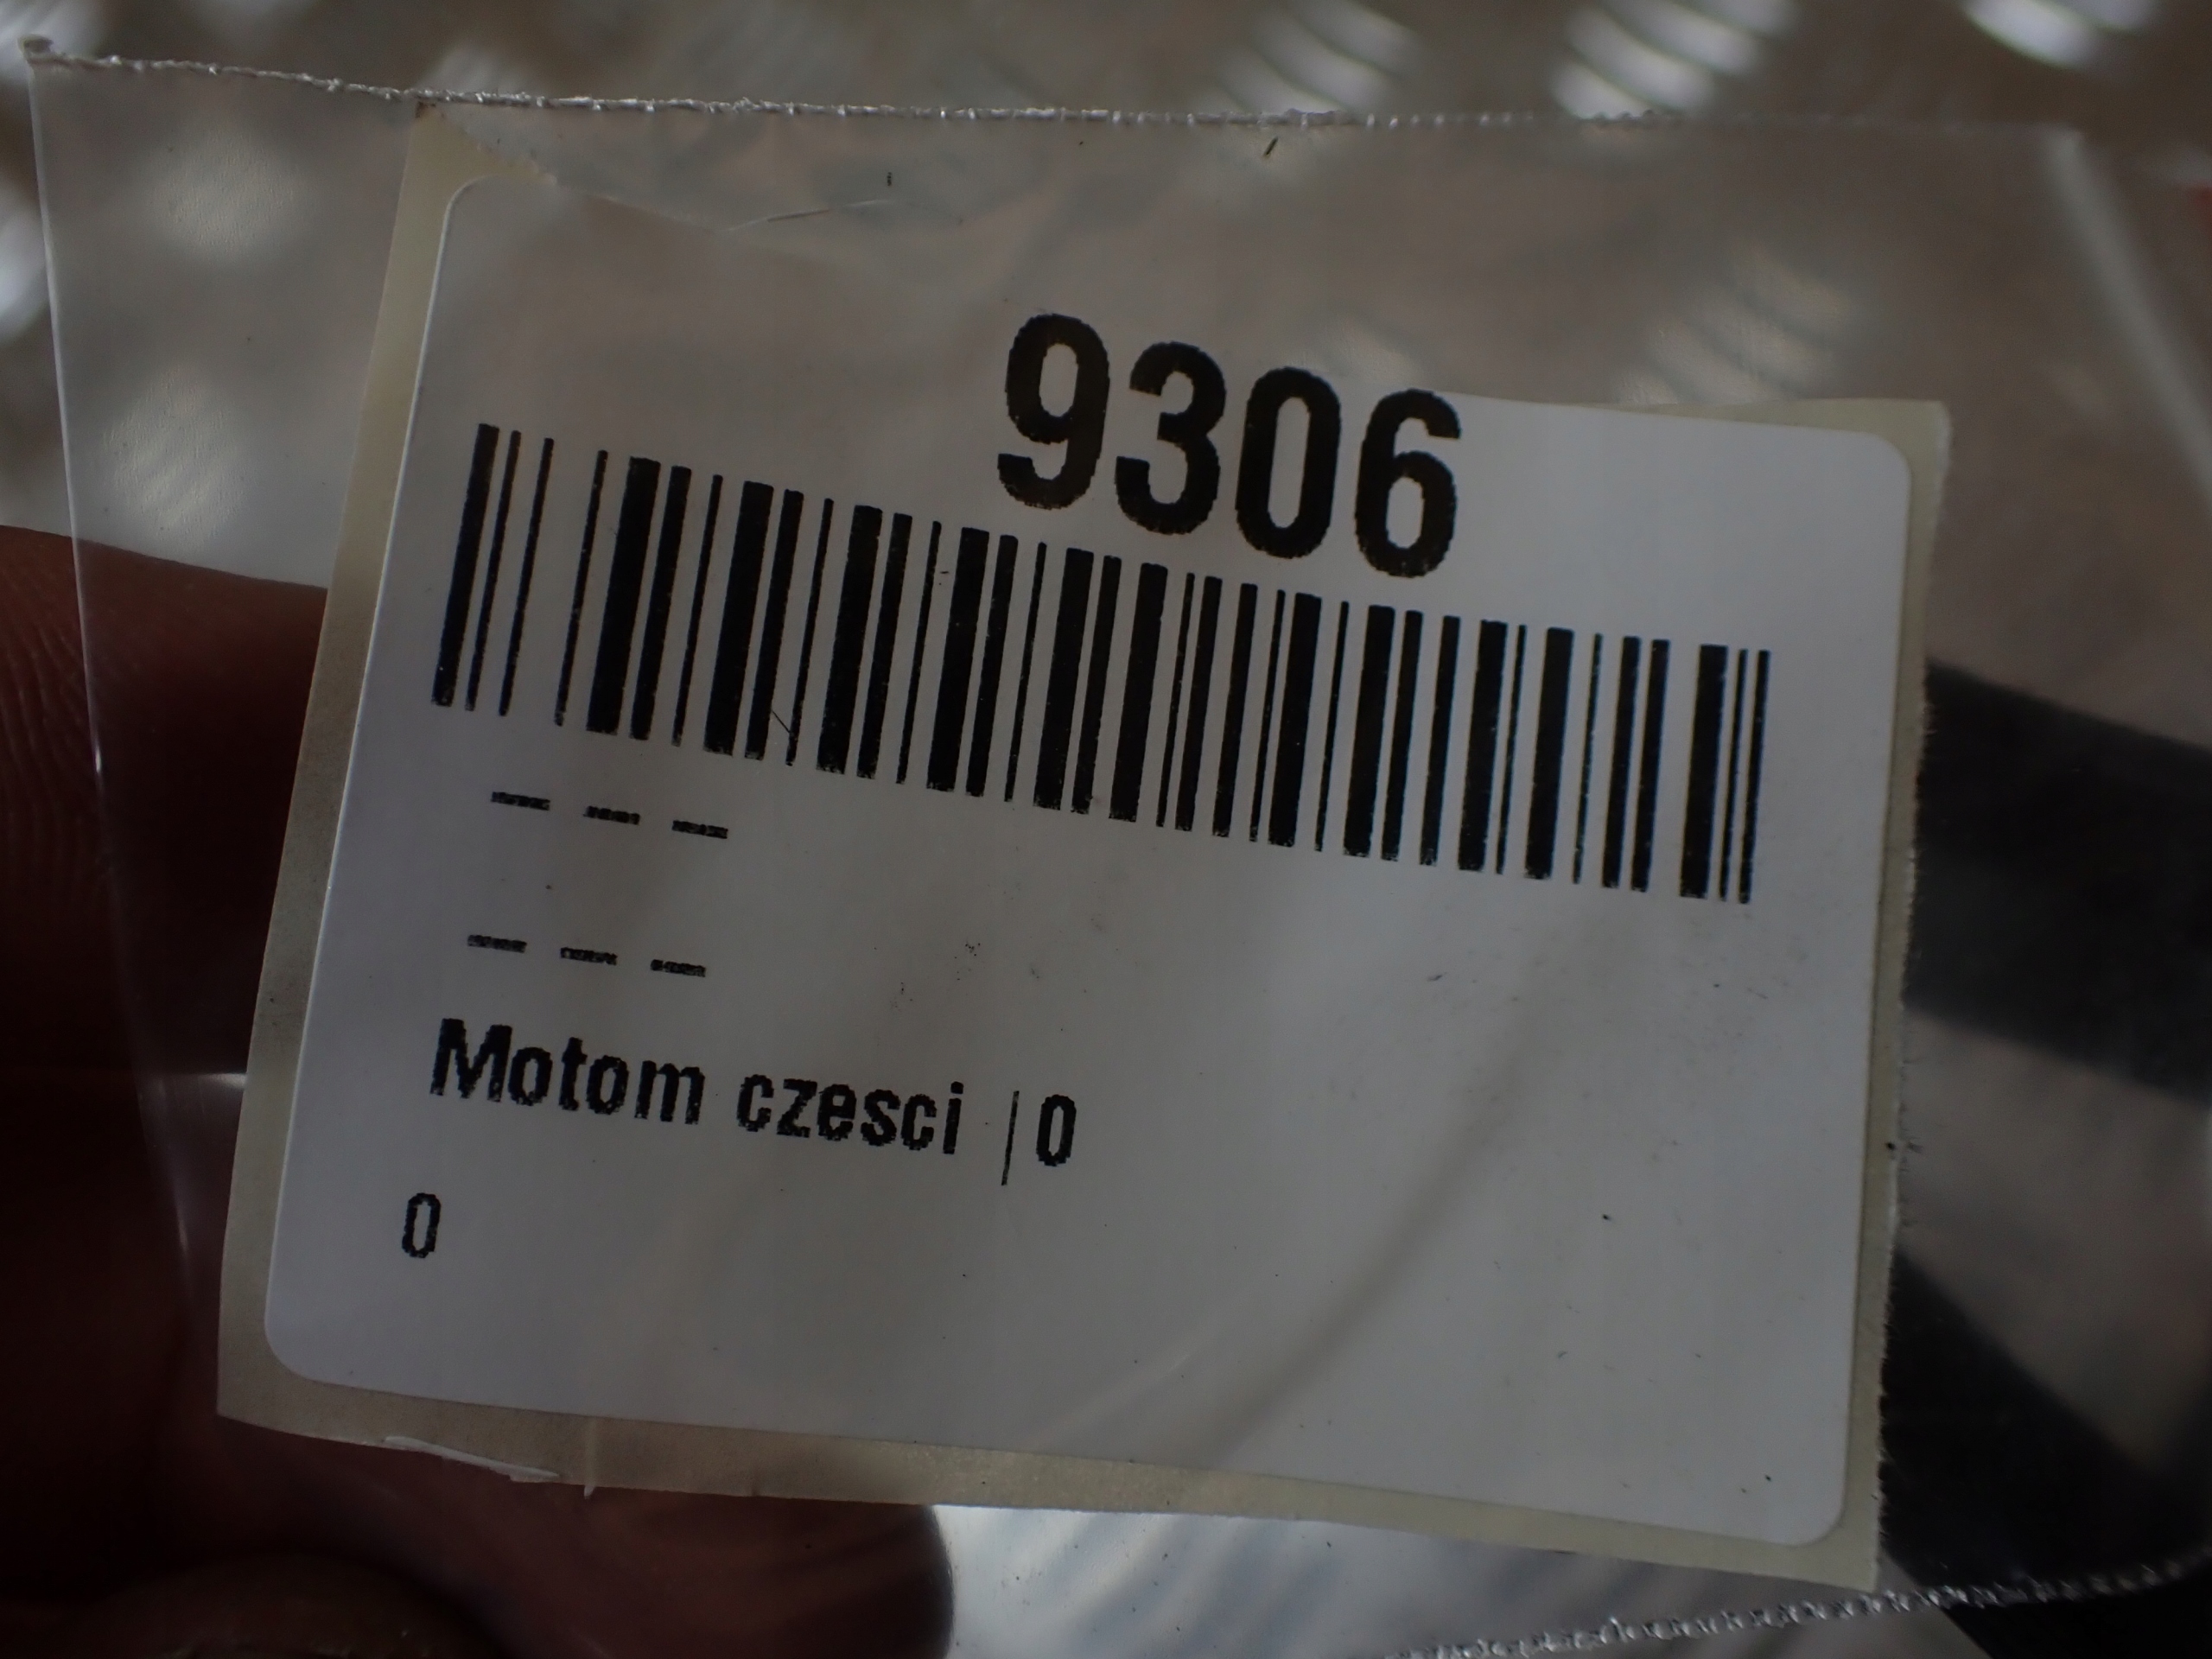 9306
---
---
Motom czesci |0
0